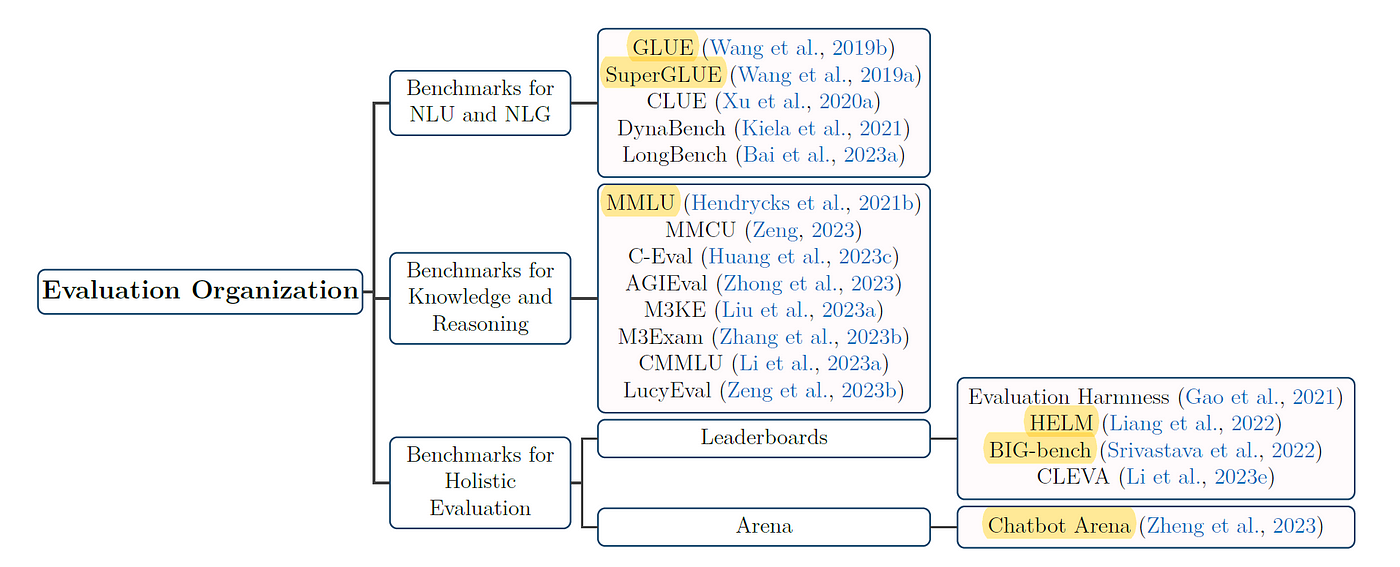 Evaluation Organization
Benchmarks for
NLU and NLG
GLUE (Wang et al., 2019b)
SuperGLUE (Wang et al., 2019a)
CLUE (Xu et al., 2020a)
DynaBench (Kiela et al., 2021)
LongBench (Bai et al., 2023a)
Benchmarks for
Knowledge and
Reasoning
MMLU (Hendrycks et al., 2021b)
MMCU (Zeng, 2023)
C-Eval (Huang et al., 2023c)
AGIEval (Zhong et al., 2023)
M3KE (Liu et al., 2023a)
M3Exam (Zhang et al., 2023b)
CMMLU (Li et al., 2023a)
LucyEval (Zeng et al., 2023b)
Benchmarks for
Holistic
Evaluation
Leaderboards
Evaluation Harmness (Gao et al., 2021)
HELM (Liang et al., 2022)
BIG-bench (Srivastava et al., 2022)
CLEVA (Li et al., 2023e)
Arena
Chatbot Arena (Zheng et al., 2023)